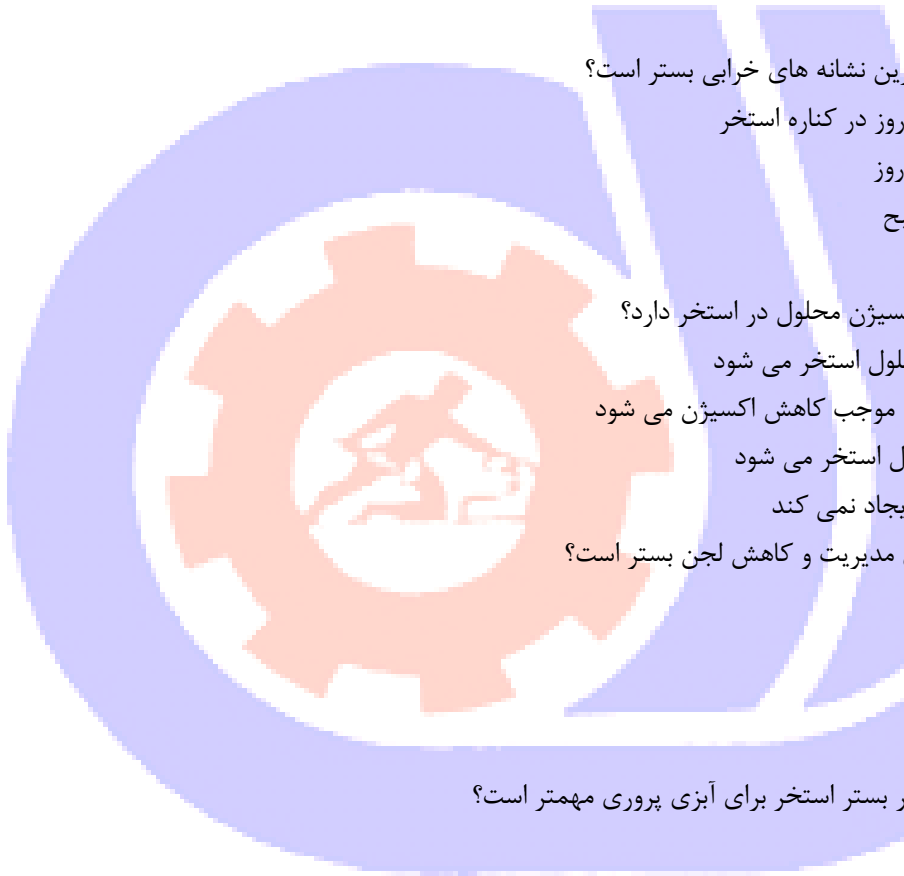 رین نشانه های خرابی بستر است؟
روز در کناره استخر
روز
سیژن محلول در استخر دارد؟
لول استخر می شود
موجب کاهش اکسیژن می شود
ل استخر می شود
یجاد نمی کند
مدیریت و کاهش لجن بستر است؟
ر بستر استخر برای آبزی پروری مهمتر است؟